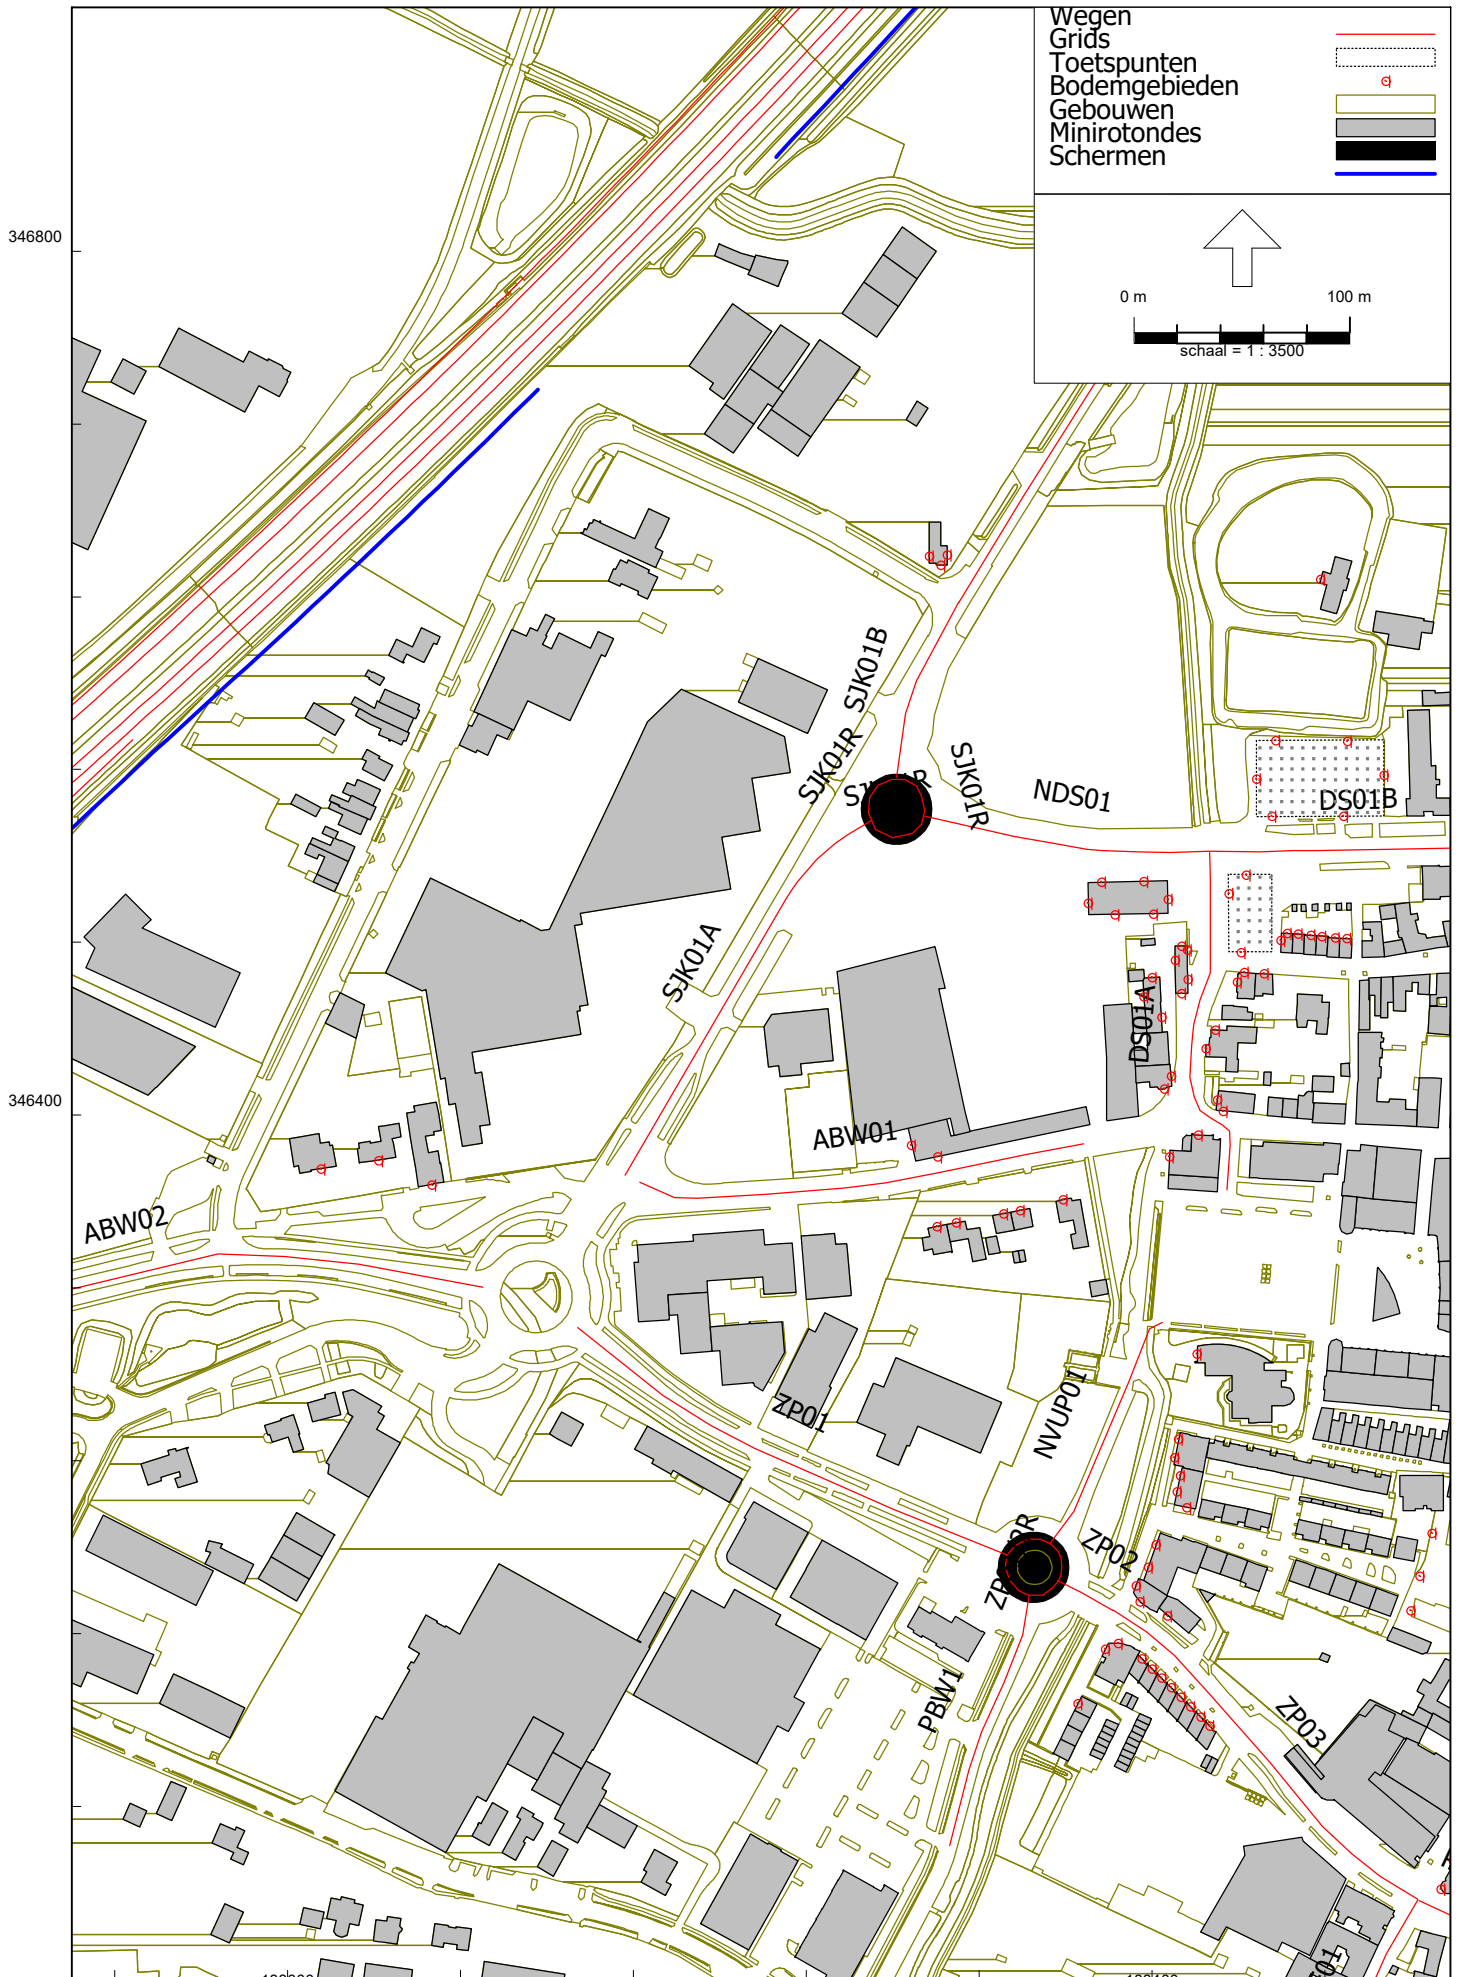 Wegen
Grids
Toetspunten
Bodemgebieden
Gebouwen
Minirotondes
Schermen
346800
0 m
100 m
schaal = 1 : 3500
SJK01B
SJK01R
SJK01R
NDS01
DS01B
SJK01A
DS01A
346400
ABW01
ABW02
ZP01
NVUP01
ZP02
PBW1
ZP03